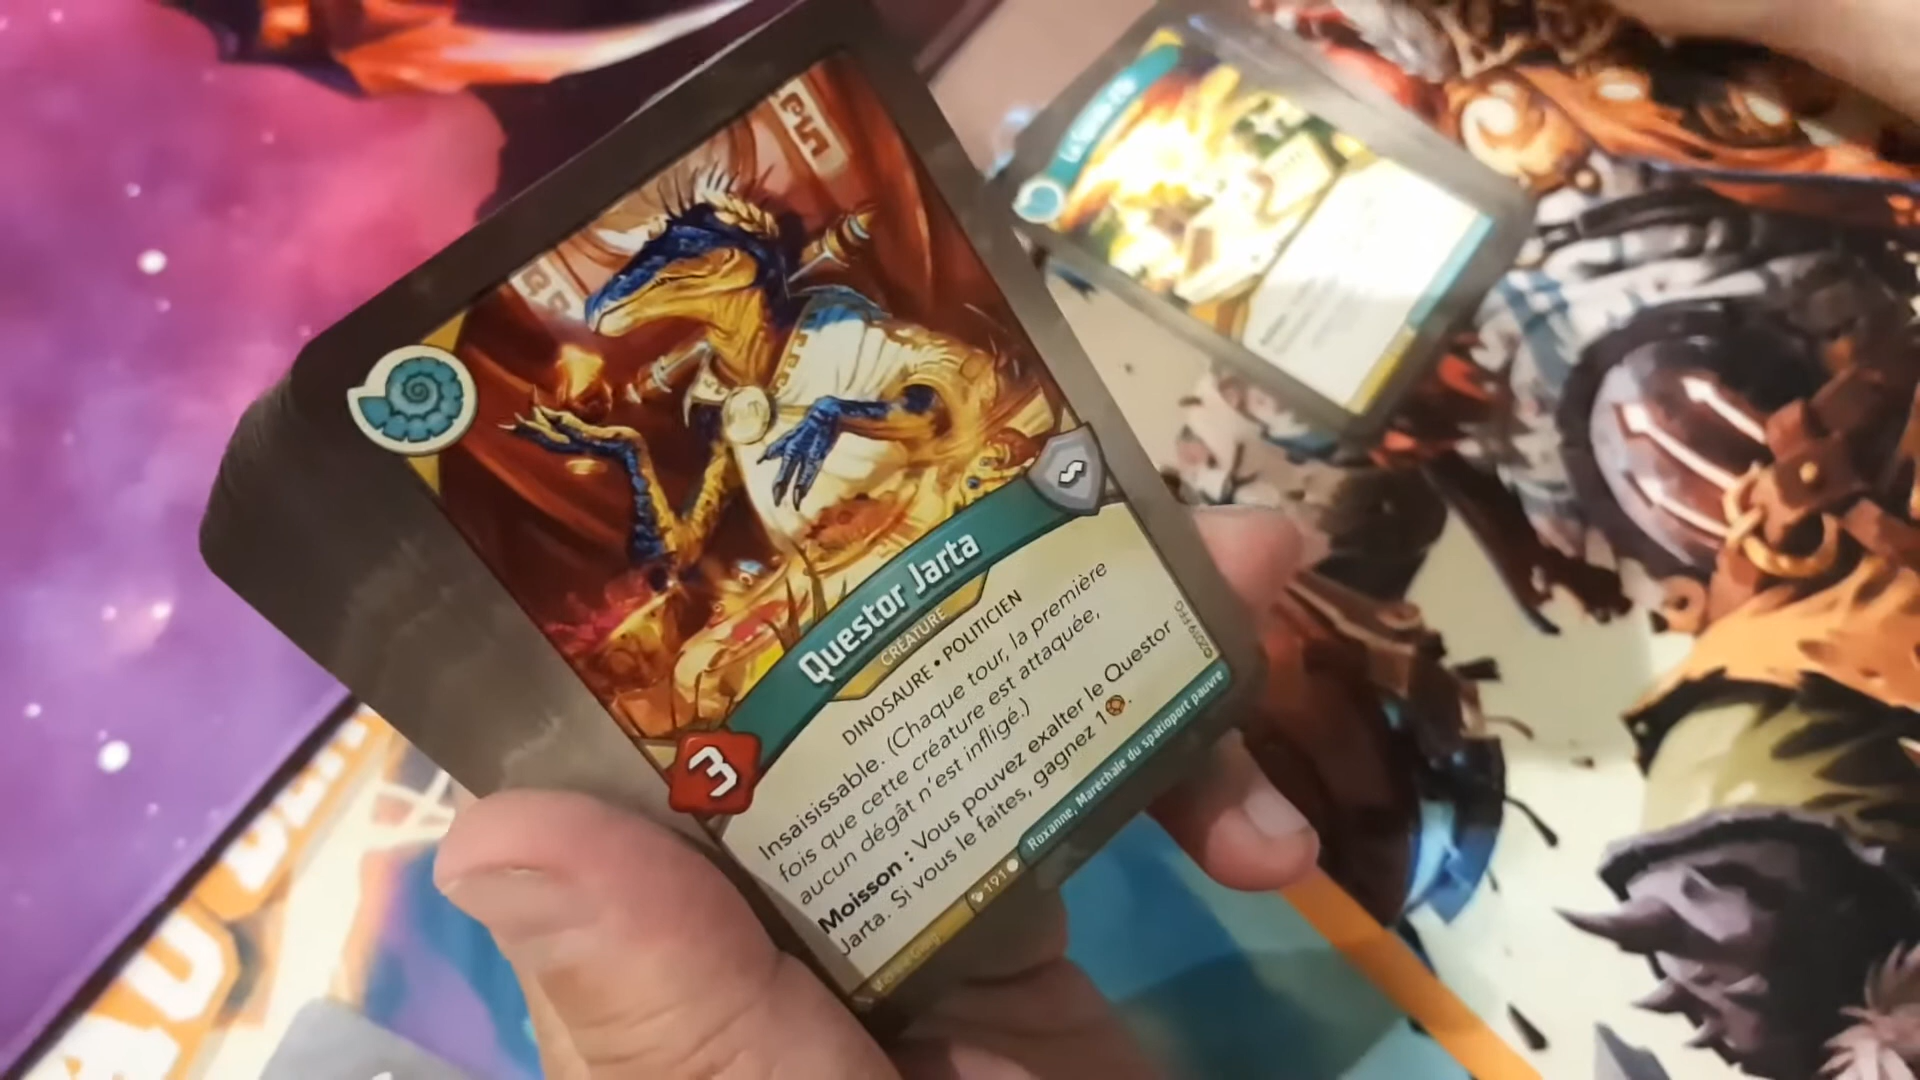 Questor Jarta
CRÉATURE
DINOSAURE • POLITICIEN
Insaisissable. (Chaque tour, la première
fois que cette créature est attaquée,
aucun dégât n'est infligé.)
Moisson : Vous pouvez exalter le Questor
Jarta. Si vous le faites, gagnez 1
3
191
©2019 FFG
Roxanne, Maréchale du spatioport pauvre